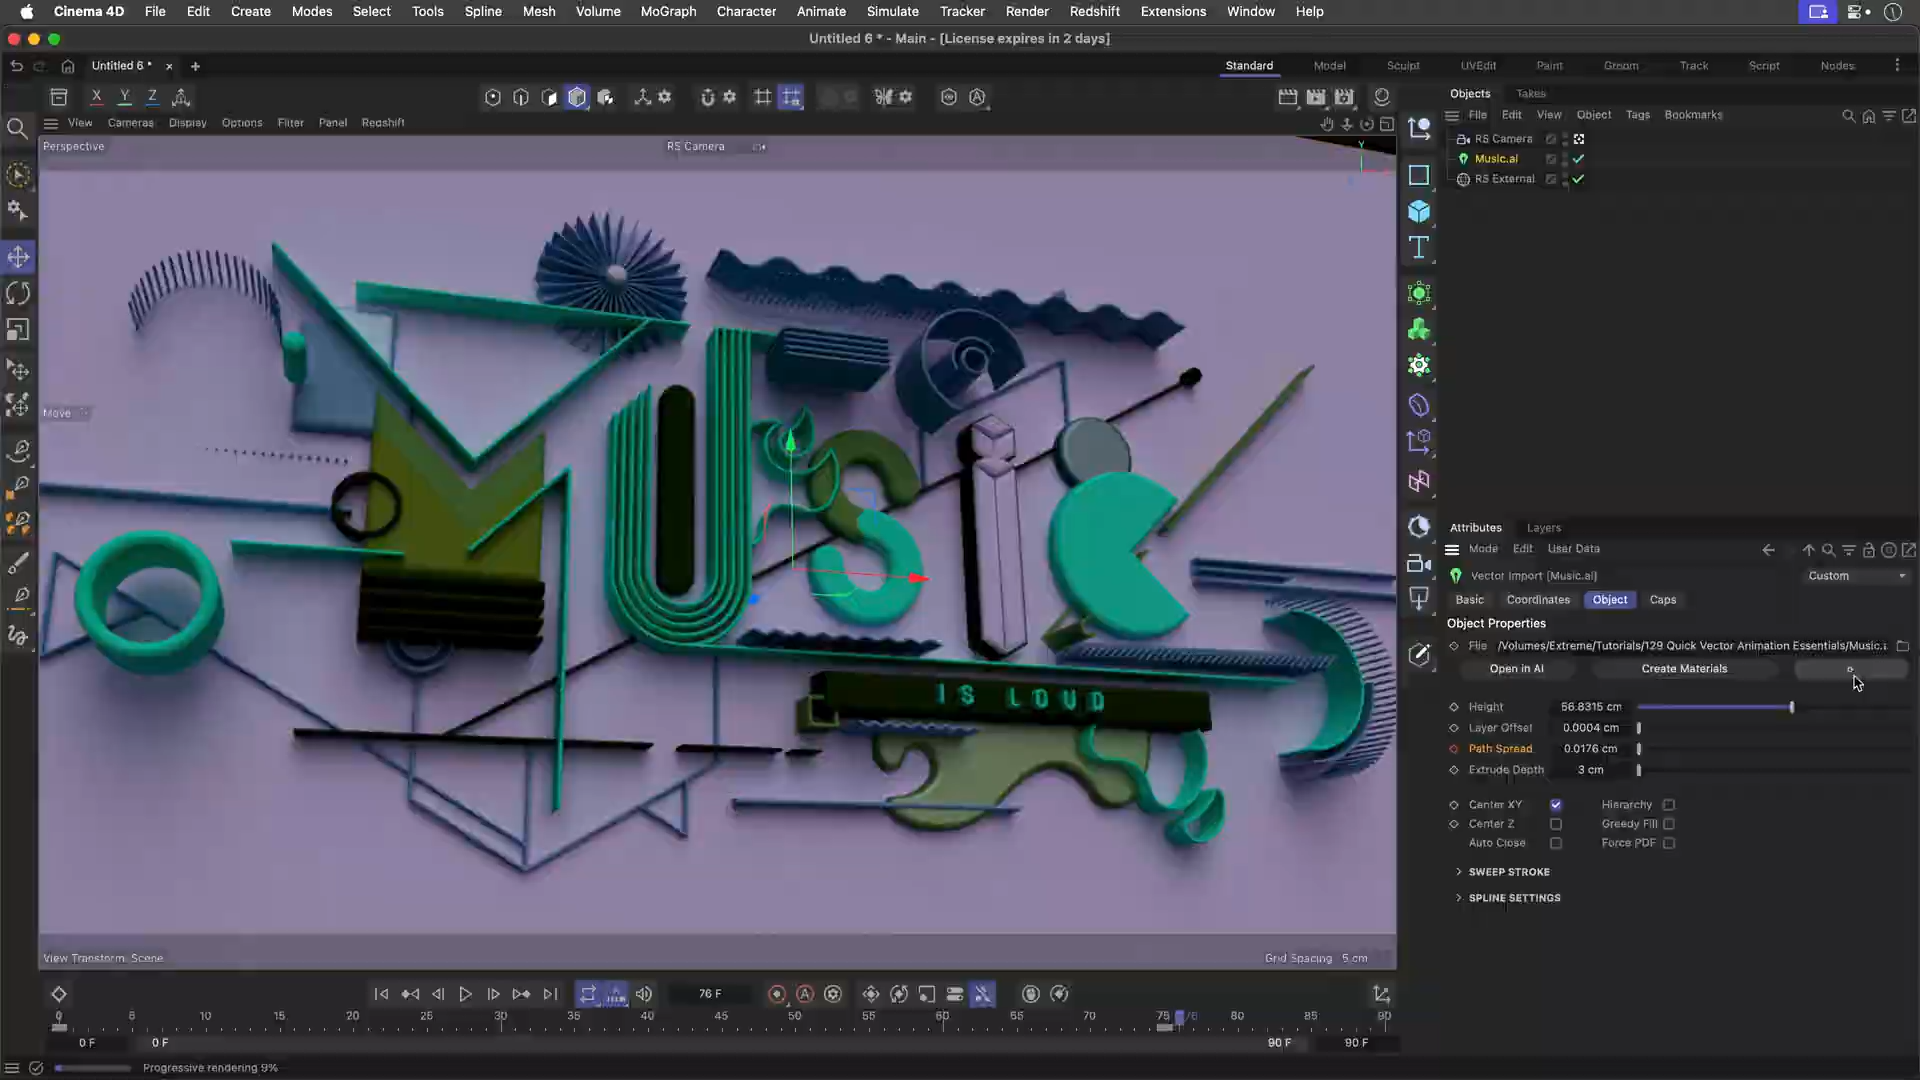 Cinema 4D File Edit Create Modes Select Tools Spline Mesh Volume MoGraph Character Animate Simulate Tracker Render Redshift Extensions Window Help
Untitled 6 * - Main - [License expires in 2 days]
Untitled 6 * × +
Standard Model Sculpt UVEdit Paint Groom Track Script Nodes
X Y Z
Objects Takes
View Cameras Display Options Filter Panel Redshift
File Edit View Object Tags Bookmarks
Perspective
RS Camera
Y
RS Camera
Music.ai
RS External
Move
MUSiC
IS LOUD
Attributes Layers
Mode Edit User Data
Vector Import [Music.ai]
Custom
Basic Coordinates Object Caps
Object Properties
File /Volumes/Extreme/Tutorials/129 Quick Vector Animation Essentials/Music.
Open in AI Create Materials
Height 56.8315 cm
Layer Offset 0.0004 cm
Path Spread 0.0176 cm
Extrude Depth 3 cm
Center XY Hierarchy
Center Z Greedy Fill
Auto Close Force PDF
SWEEP STROKE
SPLINE SETTINGS
View Transform: Scene
Grid Spacing : 5 cm
76 F
0 5 10 15 20 25 30 35 40 45 50 55 60 65 70 75 76 80 85 90
0 F 0 F 90 F 90 F
Progressive rendering 9%